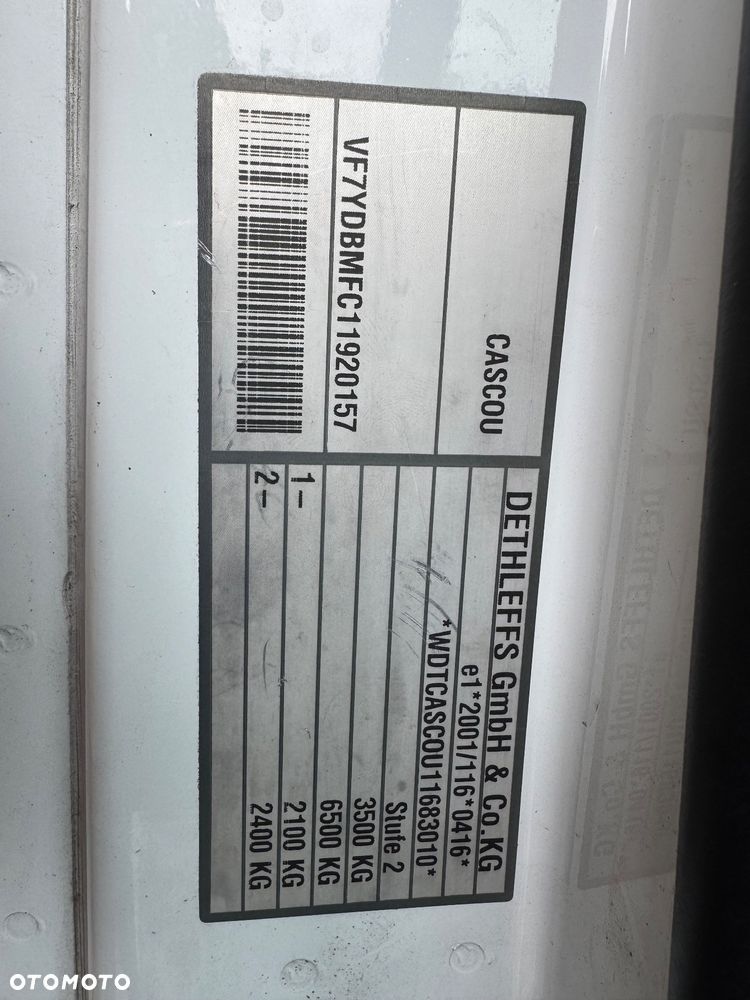 DETHLEFFS GmbH & Co.KG
e1*2001/116*0416*
*WDTCASCOU11683010*
Stufe 2
3500 KG
6500 KG
1– 2100 KG
2– 2400 KG
CASCOU
VF7YDBMFC11920157
OTOMOTO